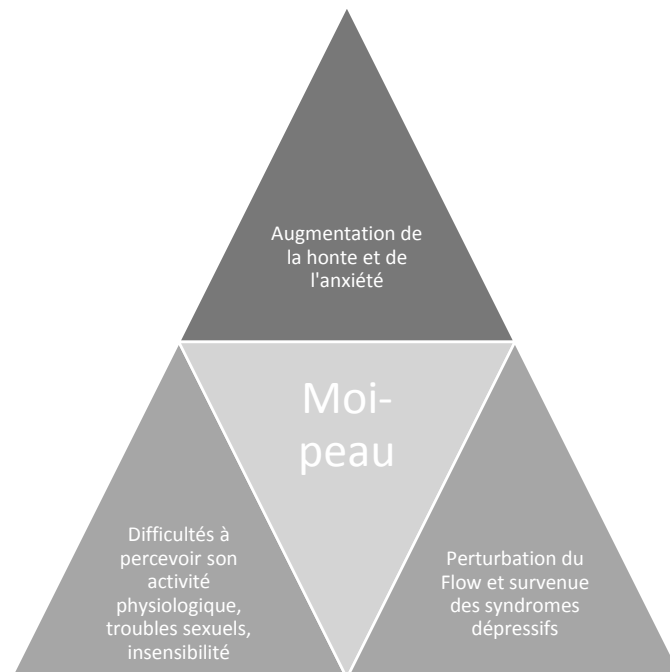 Augmentation de
la honte et de
l'anxiété
Moi-
peau
Difficultés à
percevoir son
activité
physiologique,
troubles sexuels,
insensibilité
Perturbation du
Flow et survenue
des syndromes
dépressifs